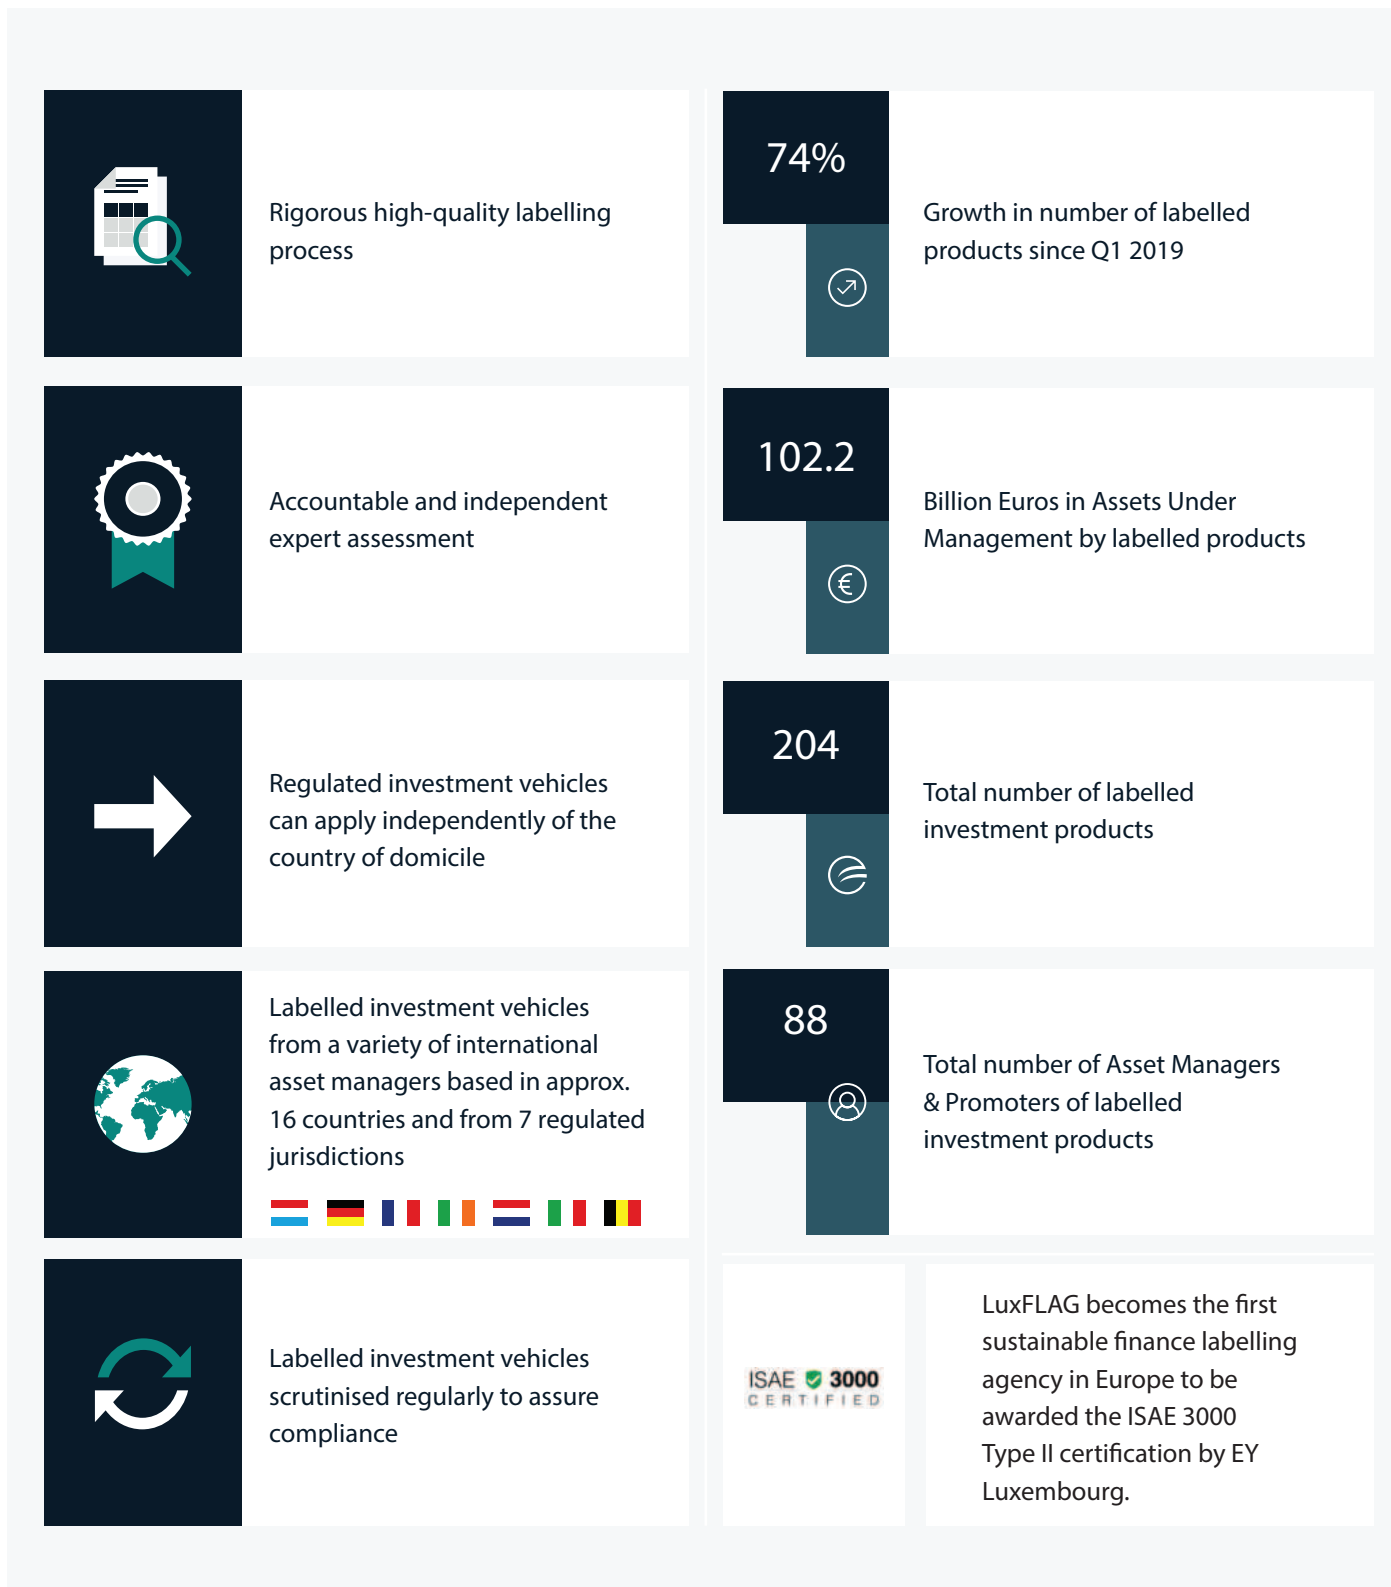 Rigorous high-quality labelling
process
Accountable and independent
expert assessment
Regulated investment vehicles
can apply independently of the
country of domicile
Labelled investment vehicles
from a variety of international
asset managers based in approx.
16 countries and from 7 regulated
jurisdictions
Labelled investment vehicles
scrutinised regularly to assure
compliance
74%
Growth in number of labelled
products since Q1 2019
102.2
Billion Euros in Assets Under
Management by labelled products
€
204
Total number of labelled
investment products
88
Total number of Asset Managers
& Promoters of labelled
investment products
ISAE 3000
CERTIFIED
LuxFLAG becomes the first
sustainable finance labelling
agency in Europe to be
awarded the ISAE 3000
Type II certification by EY
Luxembourg.